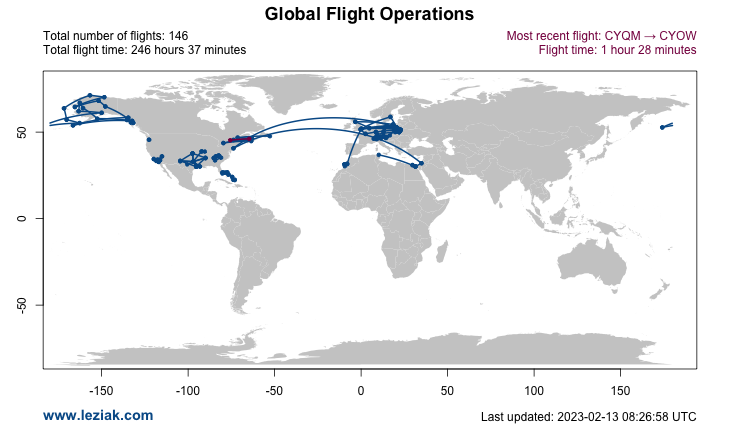 Global Flight Operations
Total number of flights: 146
Total flight time: 246 hours 37 minutes
Most recent flight: CYQM → CYOW
Flight time: 1 hour 28 minutes
50
0
-50
-150
-100
-50
0
50
100
150
www.leziak.com
Last updated: 2023-02-13 08:26:58 UTC